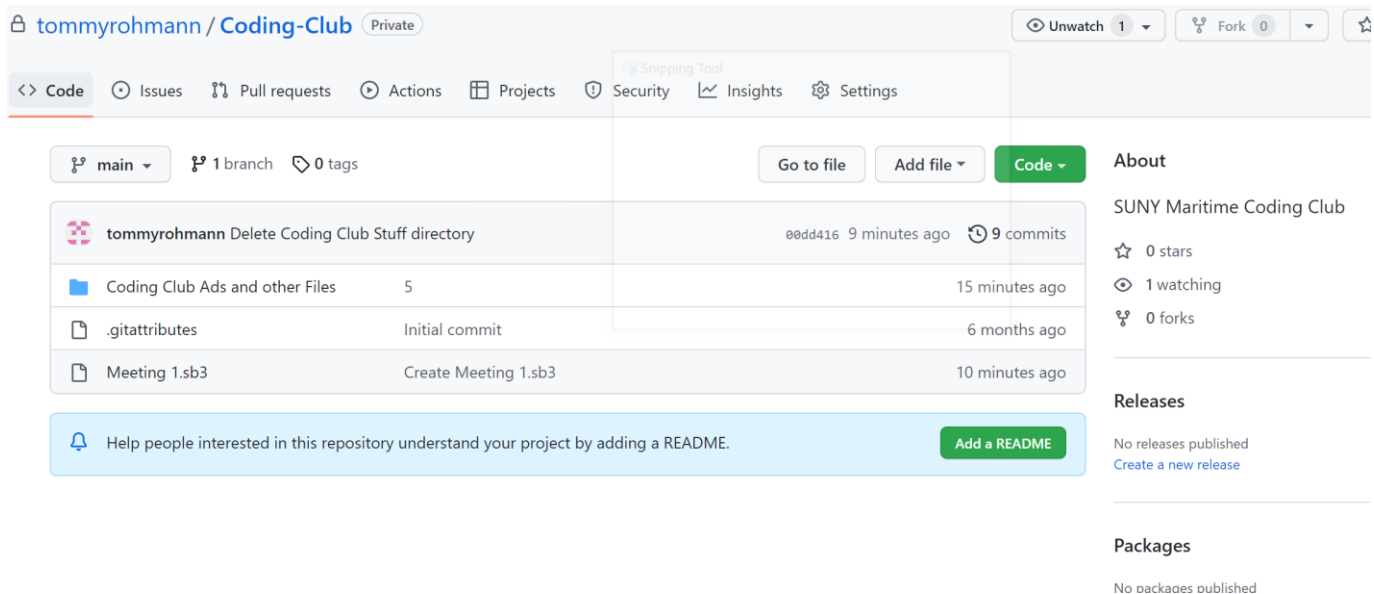 tommyrohmann / Coding-Club Private
Unwatch 1 Fork 0
Snipping Tool
<> Code Issues Pull requests Actions Projects Security Insights Settings
main 1 branch 0 tags Go to file Add file Code
tommyrohmann Delete Coding Club Stuff directory 00dd416 9 minutes ago 9 commits
Coding Club Ads and other Files 5 15 minutes ago
.gitattributes Initial commit 6 months ago
Meeting 1.sb3 Create Meeting 1.sb3 10 minutes ago
Help people interested in this repository understand your project by adding a README. Add a README
About
SUNY Maritime Coding Club
0 stars
1 watching
0 forks
Releases
No releases published
Create a new release
Packages
No packages published